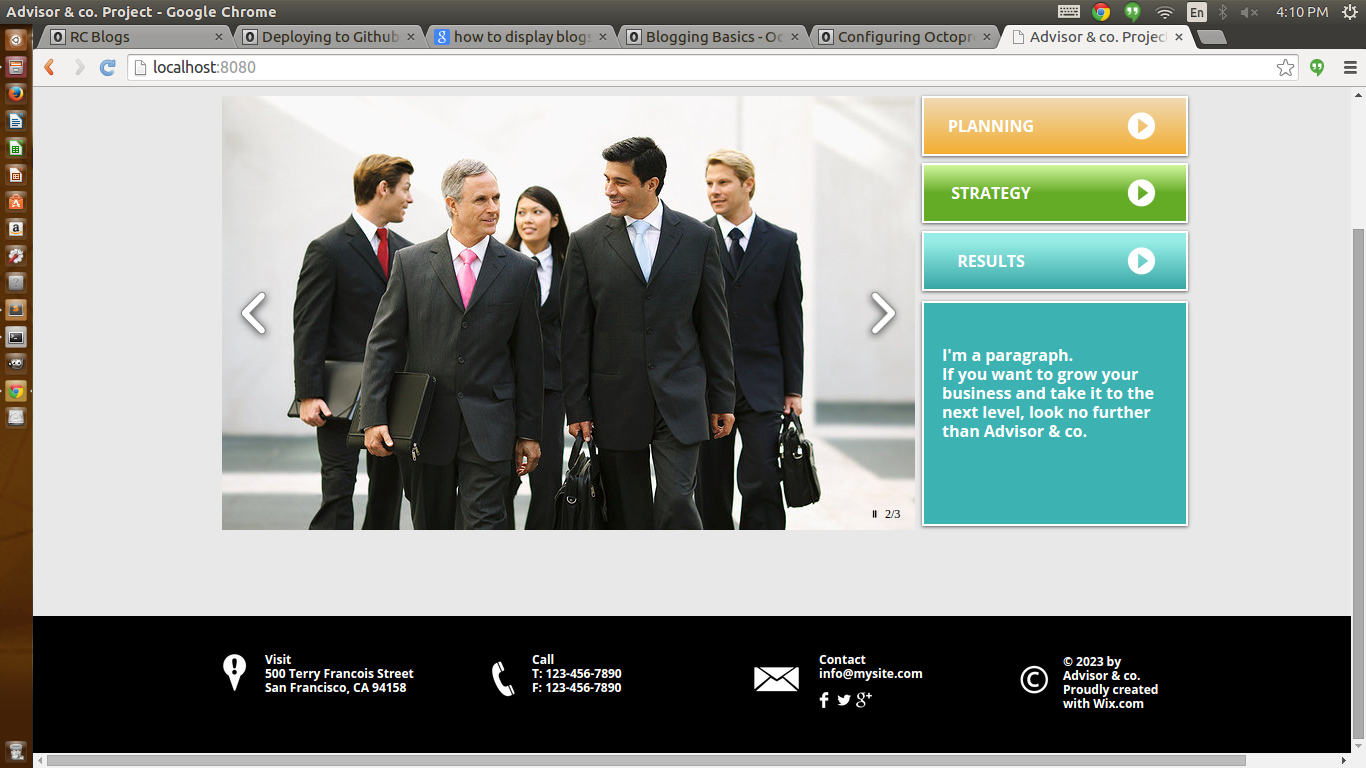 Advisor & co. Project - Google Chrome
En
4:10 PM
RC Blogs
Deploying to Github
how to display blogs
Blogging Basics - Oc
Configuring Octopre
Advisor & co. Project
localhost:8080
PLANNING
STRATEGY
RESULTS
I'm a paragraph.
If you want to grow your
business and take it to the
next level, look no further
than Advisor & co.
2/3
Visit
500 Terry Francois Street
San Francisco, CA 94158
Call
T: 123-456-7890
F: 123-456-7890
Contact
info@mysite.com
© 2023 by
Advisor & co.
Proudly created
with Wix.com